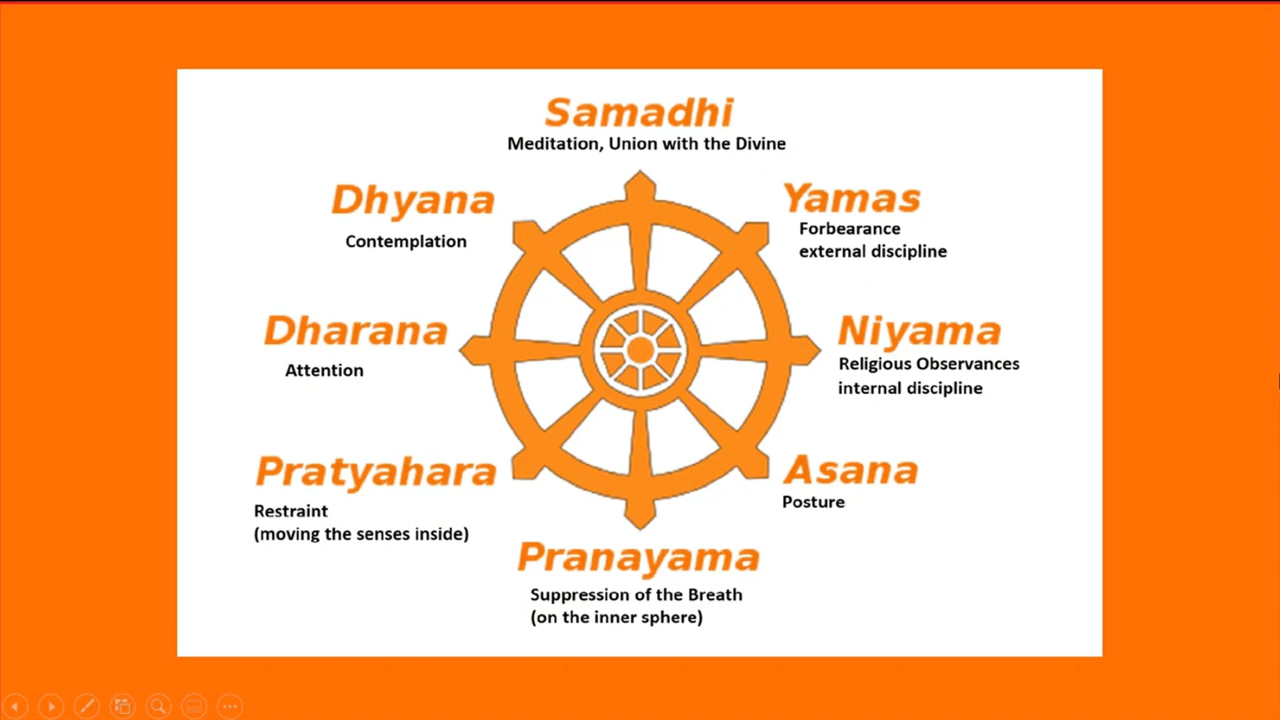 Samadhi
Meditation, Union with the Divine
Dhyana
Contemplation
Yamas
Forbearance
external discipline
Dharana
Attention
Niyama
Religious Observances
internal discipline
Pratyahara
Restraint
(moving the senses inside)
Asana
Posture
Pranayama
Suppression of the Breath
(on the inner sphere)